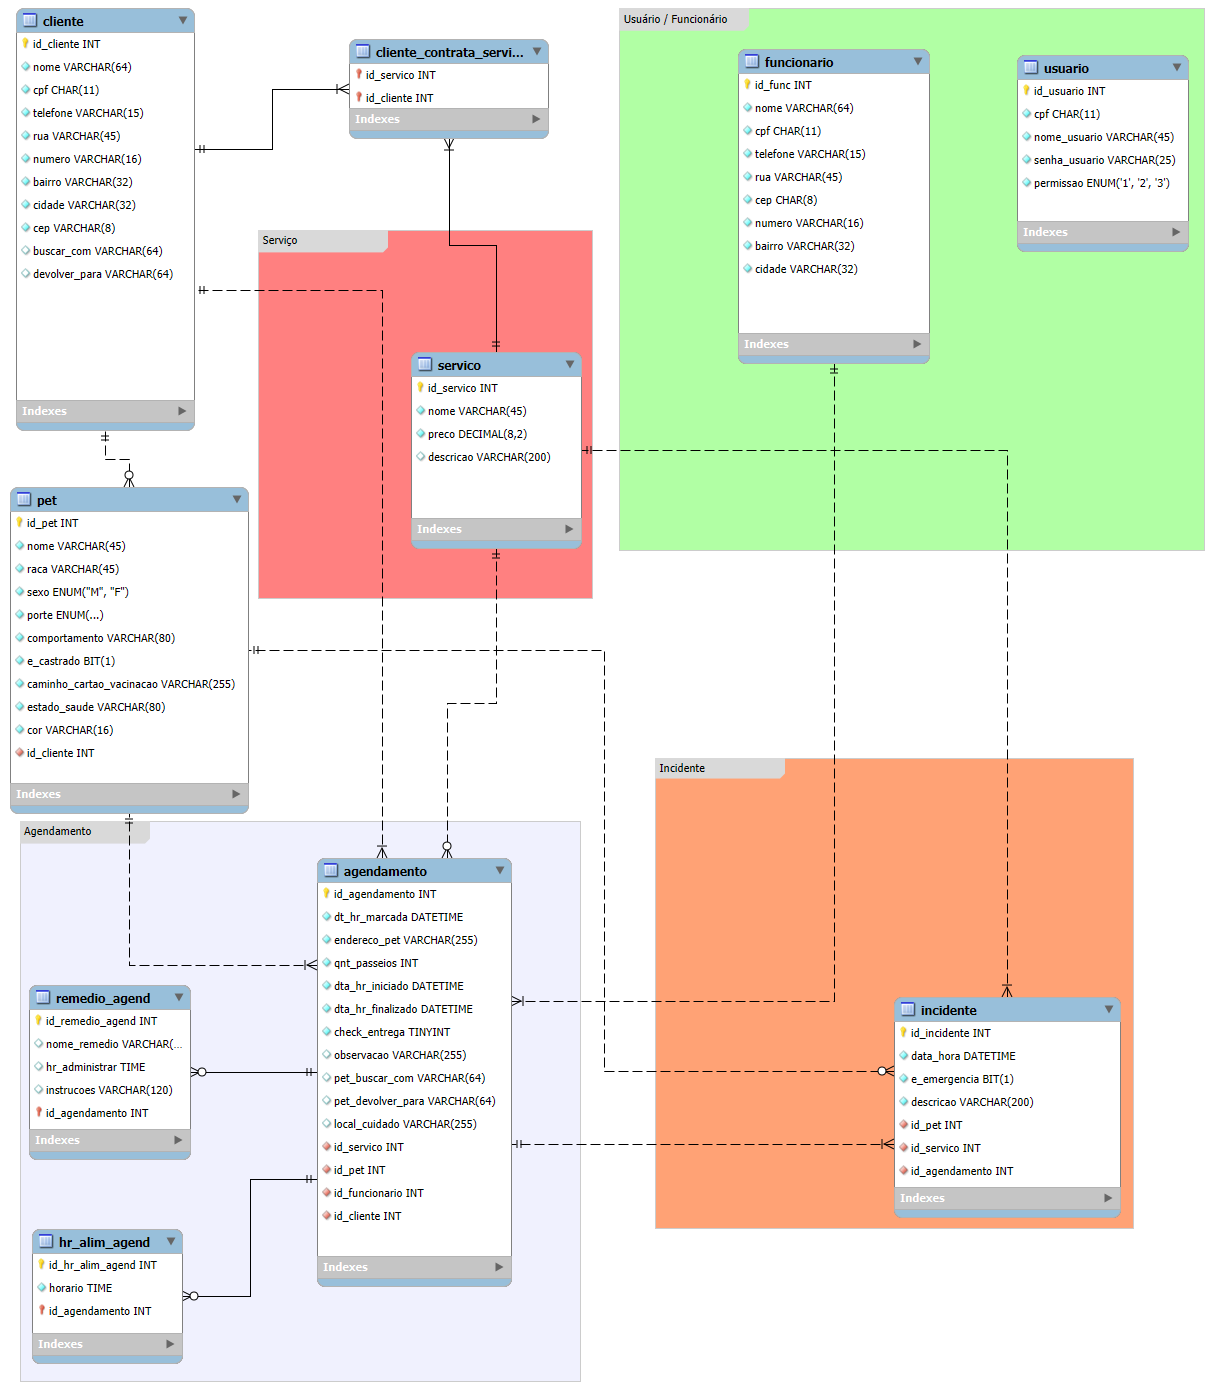 cliente
id_cliente INT
nome VARCHAR(64)
cpf CHAR(11)
telefone VARCHAR(15)
rua VARCHAR(45)
numero VARCHAR(16)
bairro VARCHAR(32)
cidade VARCHAR(32)
cep VARCHAR(8)
buscar_com VARCHAR(64)
devolver_para VARCHAR(64)
Indexes
cliente_contrata_servi...
id_servico INT
id_cliente INT
Indexes
Usuário / Funcionário
funcionario
id_func INT
nome VARCHAR(64)
cpf CHAR(11)
telefone VARCHAR(15)
rua VARCHAR(45)
cep CHAR(8)
numero VARCHAR(16)
bairro VARCHAR(32)
cidade VARCHAR(32)
Indexes
usuario
id_usuario INT
cpf CHAR(11)
nome_usuario VARCHAR(45)
senha_usuario VARCHAR(25)
permissao ENUM('1', '2', '3')
Indexes
Serviço
servico
id_servico INT
nome VARCHAR(45)
preco DECIMAL(8,2)
descricao VARCHAR(200)
Indexes
pet
id_pet INT
nome VARCHAR(45)
raca VARCHAR(45)
sexo ENUM("M", "F")
porte ENUM(...)
comportamento VARCHAR(80)
e_castrado BIT(1)
caminho_cartao_vacinacao VARCHAR(255)
estado_saude VARCHAR(80)
cor VARCHAR(16)
id_cliente INT
Indexes
Agendamento
agendamento
id_agendamento INT
dt_hr_marcada DATETIME
endereco_pet VARCHAR(255)
qnt_passeios INT
dta_hr_iniciado DATETIME
dta_hr_finalizado DATETIME
check_entrega TINYINT
observacao VARCHAR(255)
pet_buscar_com VARCHAR(64)
pet_devolver_para VARCHAR(64)
local_cuidado VARCHAR(255)
id_servico INT
id_pet INT
id_funcionario INT
id_cliente INT
Indexes
remedio_agend
id_remedio_agend INT
nome_remedio VARCHAR(...
hr_administrar TIME
instrucoes VARCHAR(120)
id_agendamento INT
Indexes
hr_alim_agend
id_hr_alim_agend INT
horario TIME
id_agendamento INT
Indexes
Incidente
incidente
id_incidente INT
data_hora DATETIME
e_emergencia BIT(1)
descricao VARCHAR(200)
id_pet INT
id_servico INT
id_agendamento INT
Indexes